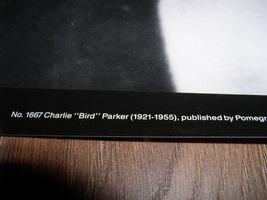 No. 1667 Charlie "Bird" Parker (1921-1955), published by Pomegr